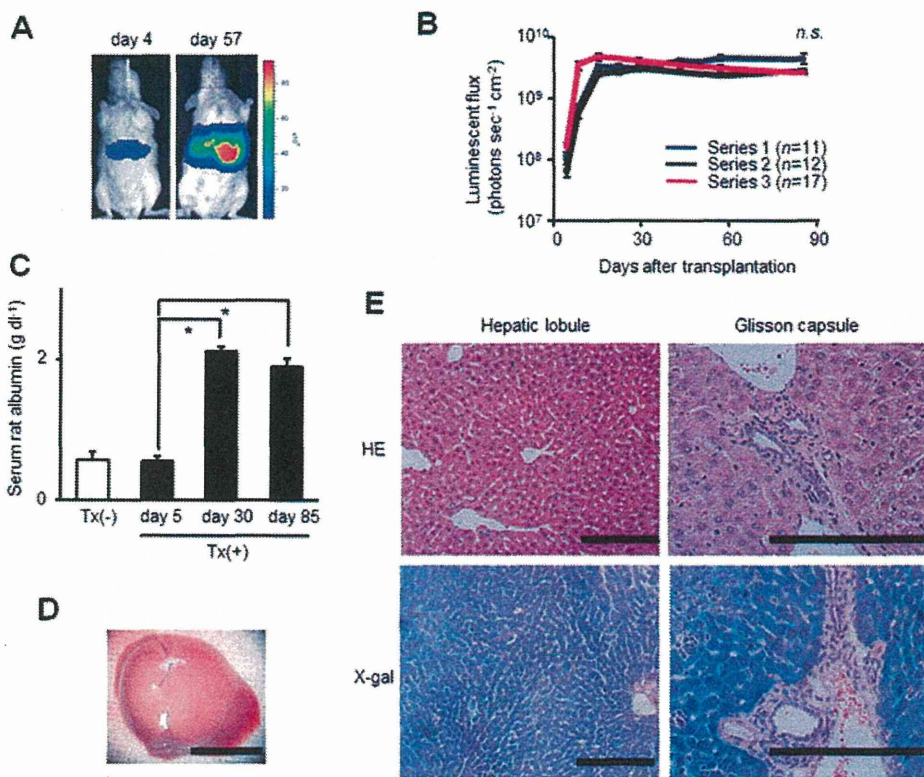 A
day 4
day 57
B
n.s.
Luminescent flux
(photons sec⁻¹ cm⁻²)
10¹⁰
10⁹
10⁸
10⁷
Series 1 (n=11)
Series 2 (n=12)
Series 3 (n=17)
0
30
60
90
Days after transplantation
C
Serum rat albumin (g dl⁻¹)
2
0
*
*
Tx(-)
day 5
day 30
day 85
Tx(+)
D
E
Hepatic lobule
Glisson capsule
HE
X-gal